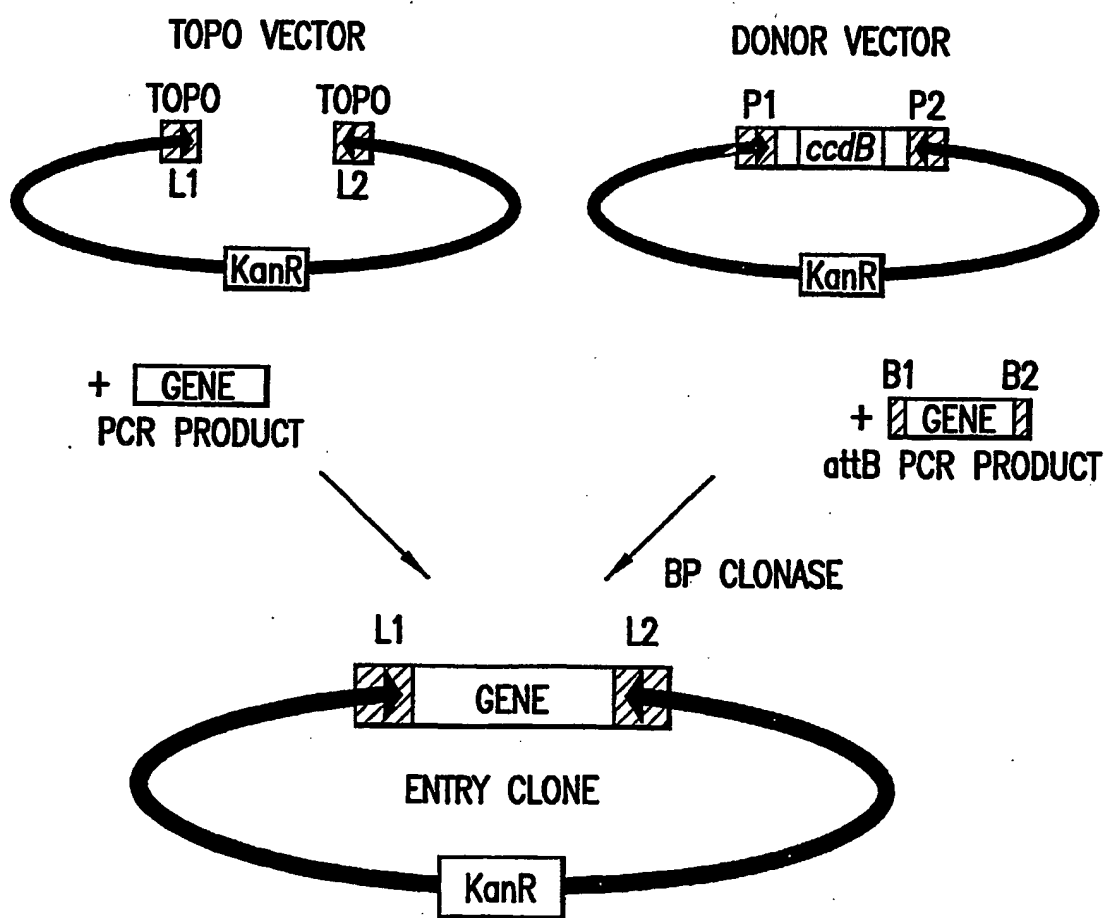 TOPO VECTOR
TOPO TOPO
L1 L2
KanR
+ GENE
PCR PRODUCT
DONOR VECTOR
P1 P2
ccdB
KanR
B1 B2
+ GENE
attB PCR PRODUCT
BP CLONASE
L1 L2
GENE
ENTRY CLONE
KanR